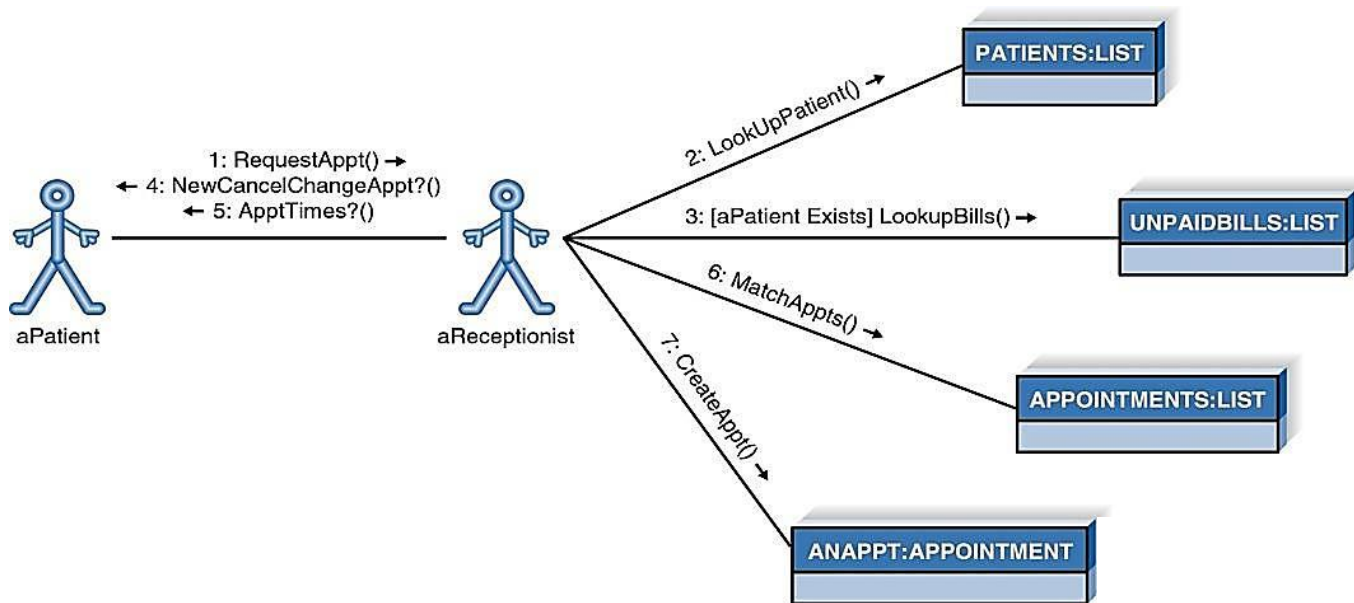 PATIENTS:LIST
2: LookUpPatient() →
1: RequestAppt() →
← 4: NewCancelChangeAppt?()
← 5: ApptTimes?()
3: [aPatient Exists] LookupBills() →
UNPAIDBILLS:LIST
aPatient
aReceptionist
6: MatchAppts() →
7: CreateAppt() →
APPOINTMENTS:LIST
ANAPPT:APPOINTMENT